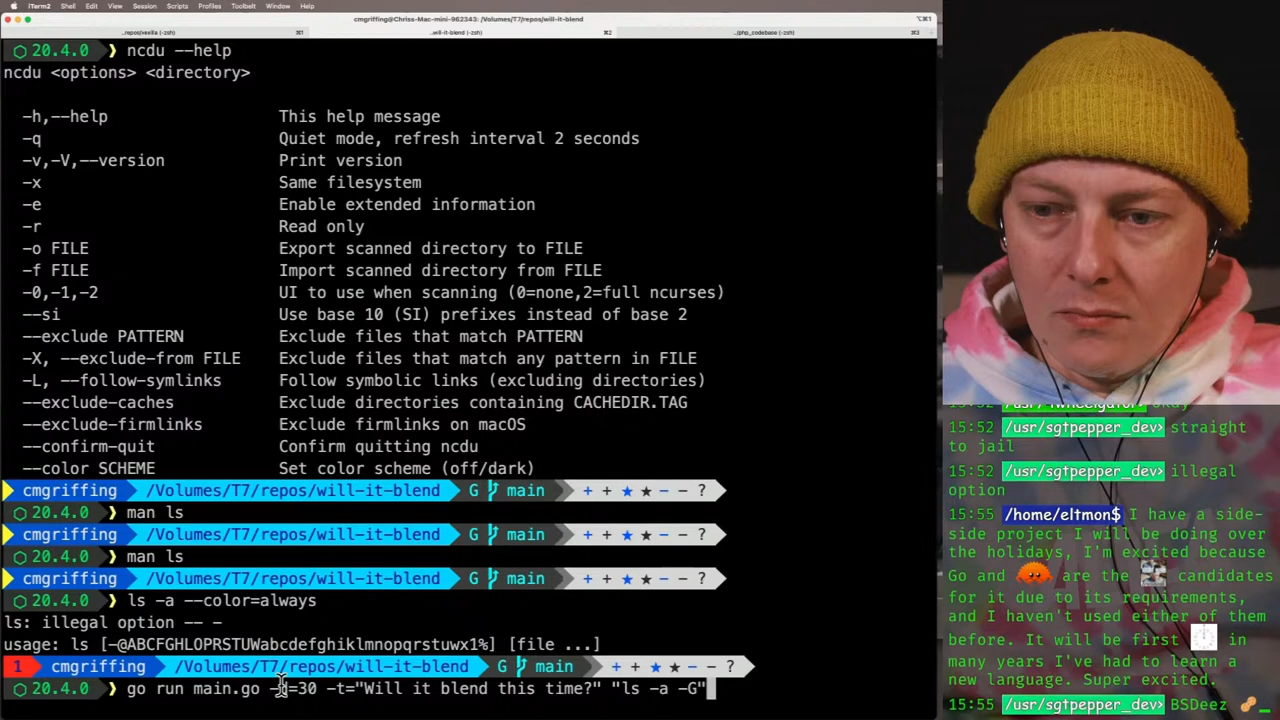 iTerm2 Shell Edit View Session Scripts Profiles Toolbelt Window Help
cmgriffing@Chriss-Mac-mini-962343: /Volumes/T7/repos/will-it-blend
⌥⌘1
..repos/vexilla (-zsh) ⌘1 ..will-it-blend (-zsh) ⌘2 ../php_codebase (-zsh) ⌘3
20.4.0 ❯ ncdu --help
ncdu <options> <directory>
-h,--help This help message
-q Quiet mode, refresh interval 2 seconds
-v,-V,--version Print version
-x Same filesystem
-e Enable extended information
-r Read only
-o FILE Export scanned directory to FILE
-f FILE Import scanned directory from FILE
-0,-1,-2 UI to use when scanning (0=none,2=full ncurses)
--si Use base 10 (SI) prefixes instead of base 2
--exclude PATTERN Exclude files that match PATTERN
-X, --exclude-from FILE Exclude files that match any pattern in FILE
-L, --follow-symlinks Follow symbolic links (excluding directories)
--exclude-caches Exclude directories containing CACHEDIR.TAG
--exclude-firmlinks Exclude firmlinks on macOS
--confirm-quit Confirm quitting ncdu
--color SCHEME Set color scheme (off/dark)
cmgriffing /Volumes/T7/repos/will-it-blend G main + + ★ ★ − − ?
20.4.0 ❯ man ls
cmgriffing /Volumes/T7/repos/will-it-blend G main + + ★ ★ − − ?
20.4.0 ❯ man ls
cmgriffing /Volumes/T7/repos/will-it-blend G main + + ★ ★ − − ?
20.4.0 ❯ ls -a --color=always
ls: illegal option -- -
usage: ls [-@ABCFGHLOPRSTUWabcdefghiklmnopqrstuwx1%] [file ...]
1 cmgriffing /Volumes/T7/repos/will-it-blend G main + + ★ ★ − − ?
20.4.0 ❯ go run main.go =30 -t="Will it blend this time?" "ls -a -G"
15:52 okay
15:52 /usr/sgtpepper_dev> straight
to jail
15:52 /usr/sgtpepper_dev> illegal
option
15:55 /home/eltmon$ I have a side-
side project I will be doing over
the holidays, I'm excited because
Go and are the candidates
for it due to its requirements,
and I haven't used either of them
before. It will be first in
many years I've had to learn a
new language. Super excited.
15:55 /usr/sgtpepper_dev> BSDeez